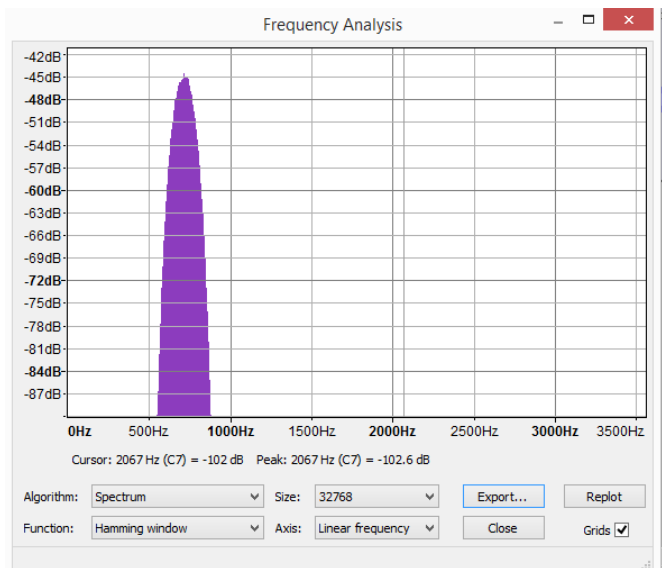 Frequency Analysis
-42dB
-45dB
-48dB
-51dB
-54dB
-57dB
-60dB
-63dB
-66dB
-69dB
-72dB
-75dB
-78dB
-81dB
-84dB
-87dB
0Hz 500Hz 1000Hz 1500Hz 2000Hz 2500Hz 3000Hz 3500Hz
Cursor: 2067 Hz (C7) = -102 dB Peak: 2067 Hz (C7) = -102.6 dB
Algorithm: Spectrum Size: 32768 Export... Replot
Function: Hamming window Axis: Linear frequency Close Grids